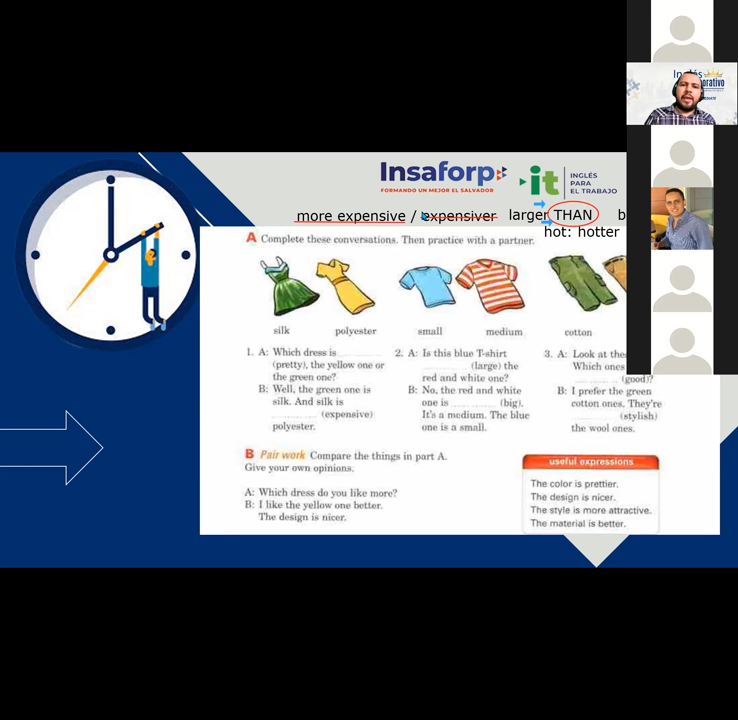 Insaforp
FORMANDO UN MEJOR EL SALVADOR
it
INGLÉS
PARA
EL TRABAJO
more expensive / expensiver larger THAN b
hot: hotter
A Complete these conversations. Then practice with a partner.
silk polyester small medium cotton
1. A: Which dress is
(pretty), the yellow one or
the green one?
B: Well, the green one is
silk. And silk is
(expensive)
polyester.
2. A: Is this blue T-shirt
(large) the
red and white one?
B: No, the red and white
one is (big).
It's a medium. The blue
one is a small.
3. A: Look at the
Which ones
(good)?
B: I prefer the green
cotton ones. They're
(stylish)
the wool ones.
B Pair work Compare the things in part A.
Give your own opinions.
A: Which dress do you like more?
B: I like the yellow one better.
The design is nicer.
useful expressions
The color is prettier.
The design is nicer.
The style is more attractive.
The material is better.